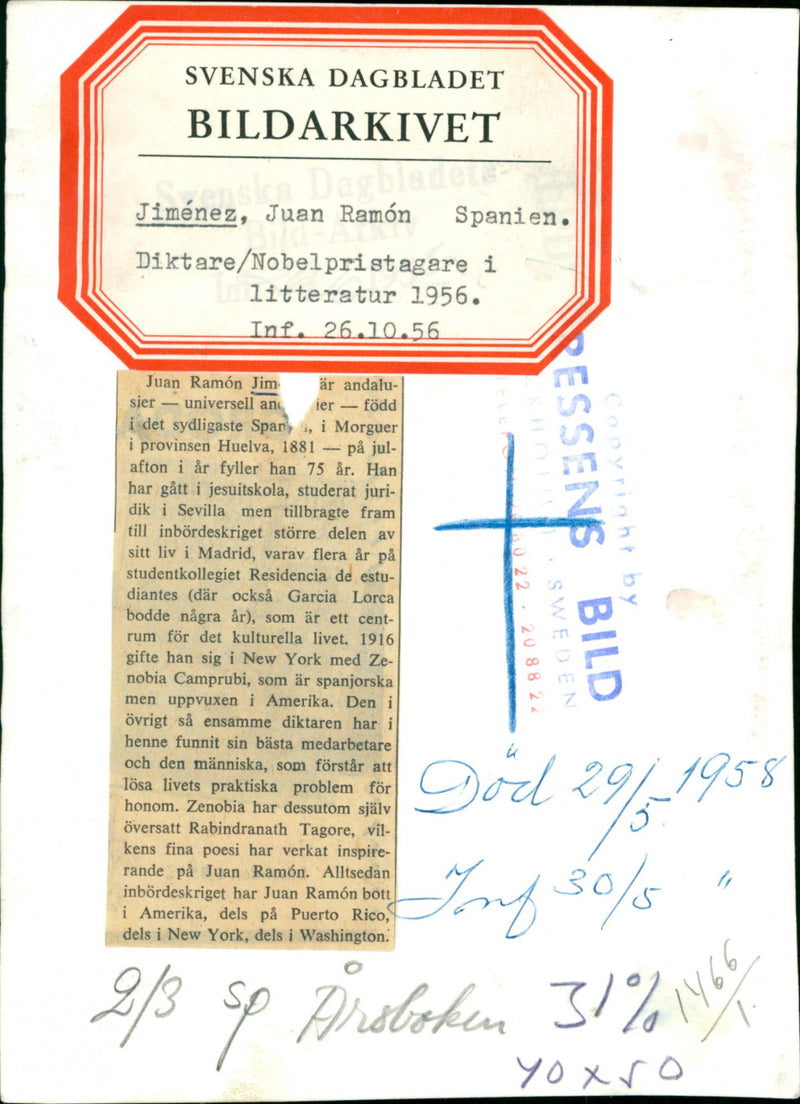 SVENSKA DAGBLADET
BILDARKIVET
Jiménez, Juan Ramón Spanien.
Diktare/Nobelpristagare i
litteratur 1956.
Inf. 26.10.56
Juan Ramón Jim är andalu-
sier — universell and ier — född
i det sydligaste Span , i Morguer
i provinsen Huelva, 1881 — på jul-
afton i år fyller han 75 år. Han
har gått i jesuitskola, studerat juri-
dik i Sevilla men tillbragte fram
till inbördeskriget större delen av
sitt liv i Madrid, varav flera år på
studentkollegiet Residencia de estu-
diantes (där också Garcia Lorca
bodde några år), som är ett cent-
rum för det kulturella livet. 1916
gifte han sig i New York med Ze-
nobia Camprubi, som är spanjorska
men uppvuxen i Amerika. Den i
övrigt så ensamme diktaren har i
henne funnit sin bästa medarbetare
och den människa, som förstår att
lösa livets praktiska problem för
honom. Zenobia har dessutom själv
översatt Rabindranath Tagore, vil-
kens fina poesi har verkat inspire-
rande på Juan Ramón. Alltsedan
inbördeskriget har Juan Ramón bott
i Amerika, dels på Puerto Rico,
dels i New York, dels i Washington.
Copyright by
RESSENS BILD
SWEDEN
208822
Död 29/5 1958
Inf 30/5 "
2/3 sp Årsboken 31%
1466/1.
40x50